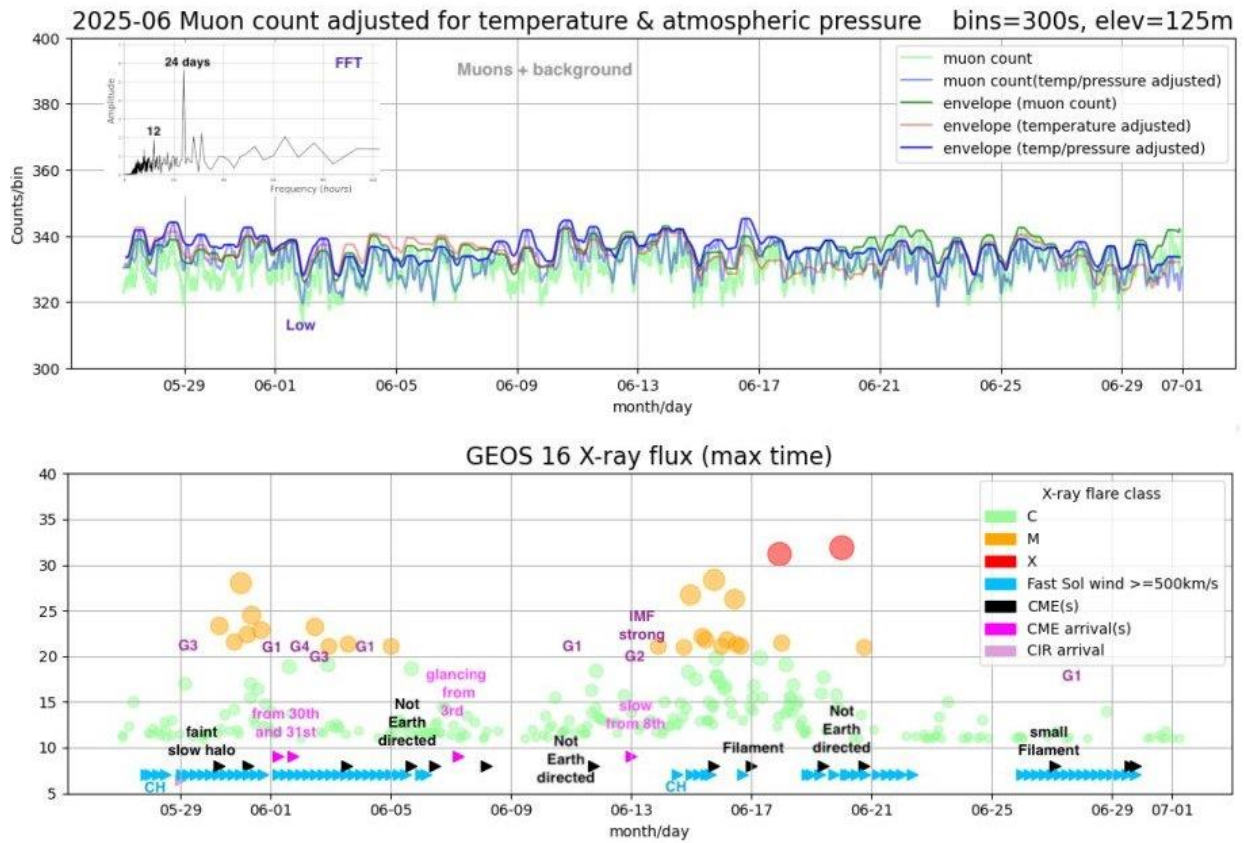 2025-06 Muon count adjusted for temperature & atmospheric pressure bins=300s, elev=125m
400
380
360
340
320
300
Counts/bin
24 days
FFT
12
Amplitude
Frequency (hours)
Muons + background
muon count
muon count(temp/pressure adjusted)
envelope (muon count)
envelope (temperature adjusted)
envelope (temp/pressure adjusted)
Low
05-29 06-01 06-05 06-09 06-13 06-17 06-21 06-25 06-29 07-01
month/day
GEOS 16 X-ray flux (max time)
40
35
30
25
20
15
10
5
X-ray flare class
C
M
X
Fast Sol wind >=500km/s
CME(s)
CME arrival(s)
CIR arrival
G3
G1
G4
G3
G1
G1
IMF
strong
G2
G1
glancing
from
3rd
from 30th
and 31st
slow
from 8th
faint
slow halo
Not
Earth
directed
Not
Earth
directed
Filament
Not
Earth
directed
small
Filament
CH
CH
05-29 06-01 06-05 06-09 06-13 06-17 06-21 06-25 06-29 07-01
month/day